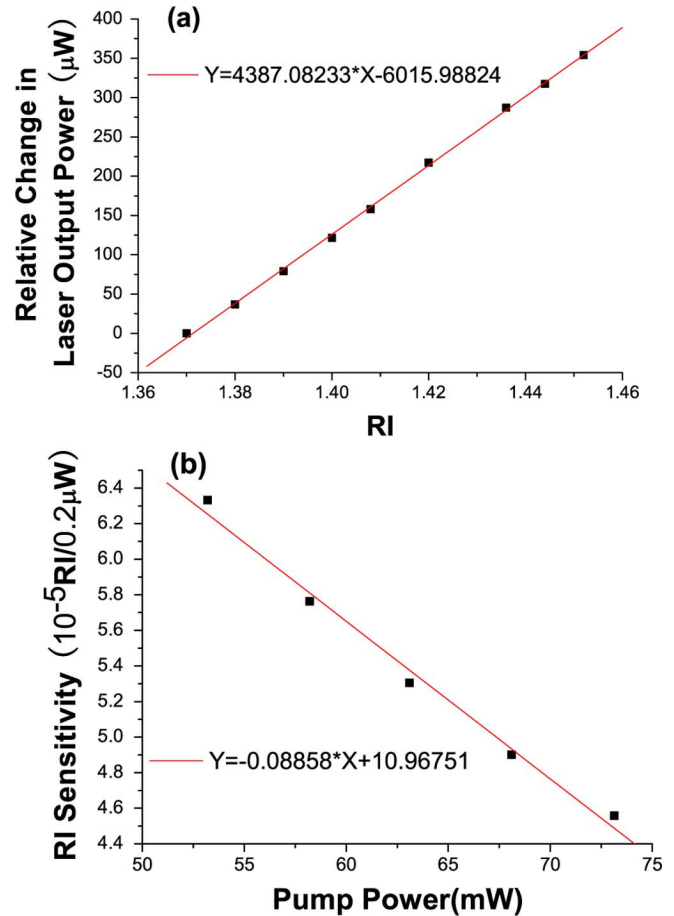 (a)
Relative Change in
Laser Output Power (μW)
400
350
300
250
200
150
100
50
0
-50
Y=4387.08233*X-6015.98824
1.36 1.38 1.40 1.42 1.44 1.46
RI
(b)
RI Sensitivity (10⁻⁵RI/0.2μW)
6.4
6.2
6.0
5.8
5.6
5.4
5.2
5.0
4.8
4.6
4.4
Y=-0.08858*X+10.96751
50 55 60 65 70 75
Pump Power(mW)